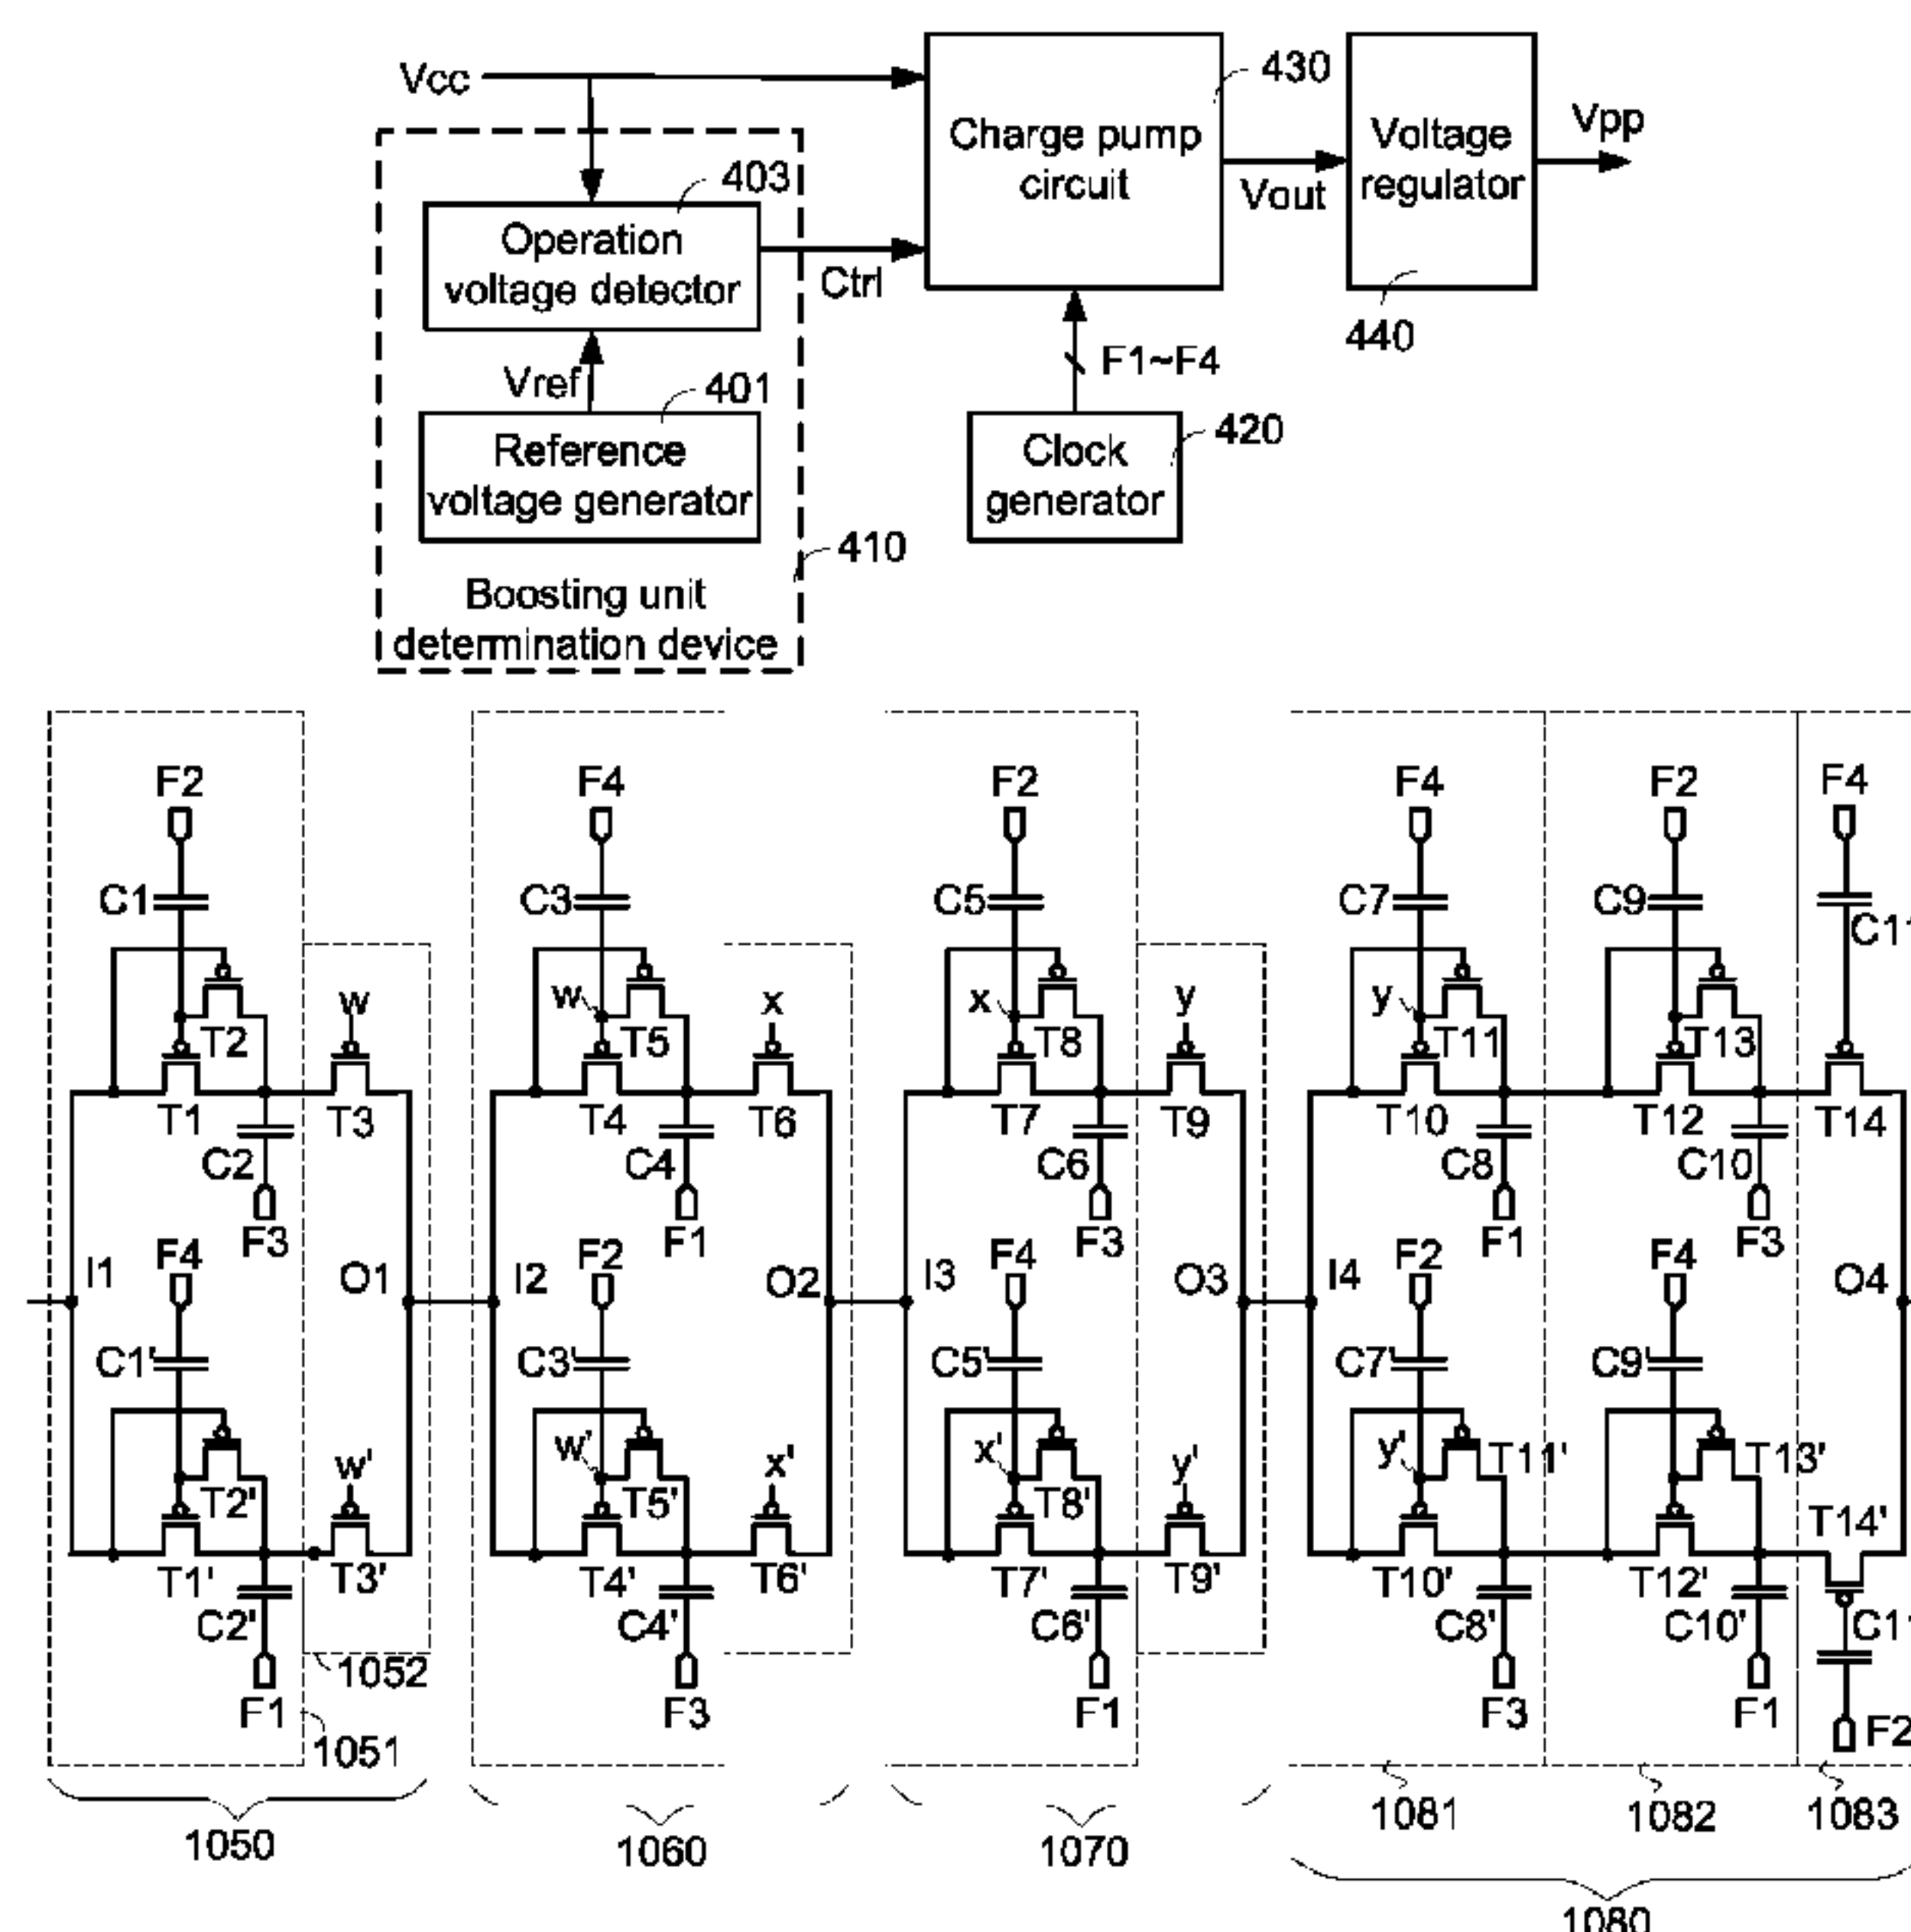 Vcc
430
Charge pump
circuit
Voltage
regulator
Vpp
Vout
440
403
Operation
voltage detector
Ctrl
Vref
401
F1~F4
Reference
voltage generator
Clock
generator
420
410
Boosting unit
determination device
F2
F4
F2
F4
F2
F4
C1
C3
C5
C7
C9
C11
w
w
x
x
y
y
T2
T5
T8
T11
T13
T1
T3
T4
T6
T7
T9
T10
T12
T14
C2
C4
C6
C8
C10
F3
F1
F3
F1
F3
I1
F4
O1
I2
F2
O2
I3
F4
O3
I4
F2
F4
O4
C1'
C3'
C5'
C7'
C9'
w'
w'
x'
x'
y'
y'
T2'
T5'
T8'
T11'
T13'
T14'
T1'
T3'
T4'
T6'
T7'
T9'
T10'
T12'
C2'
C4'
C6'
C8'
C10'
C11
1052
F1
F3
F1
F3
F1
F2
1051
1081
1082
1083
1050
1060
1070
1080